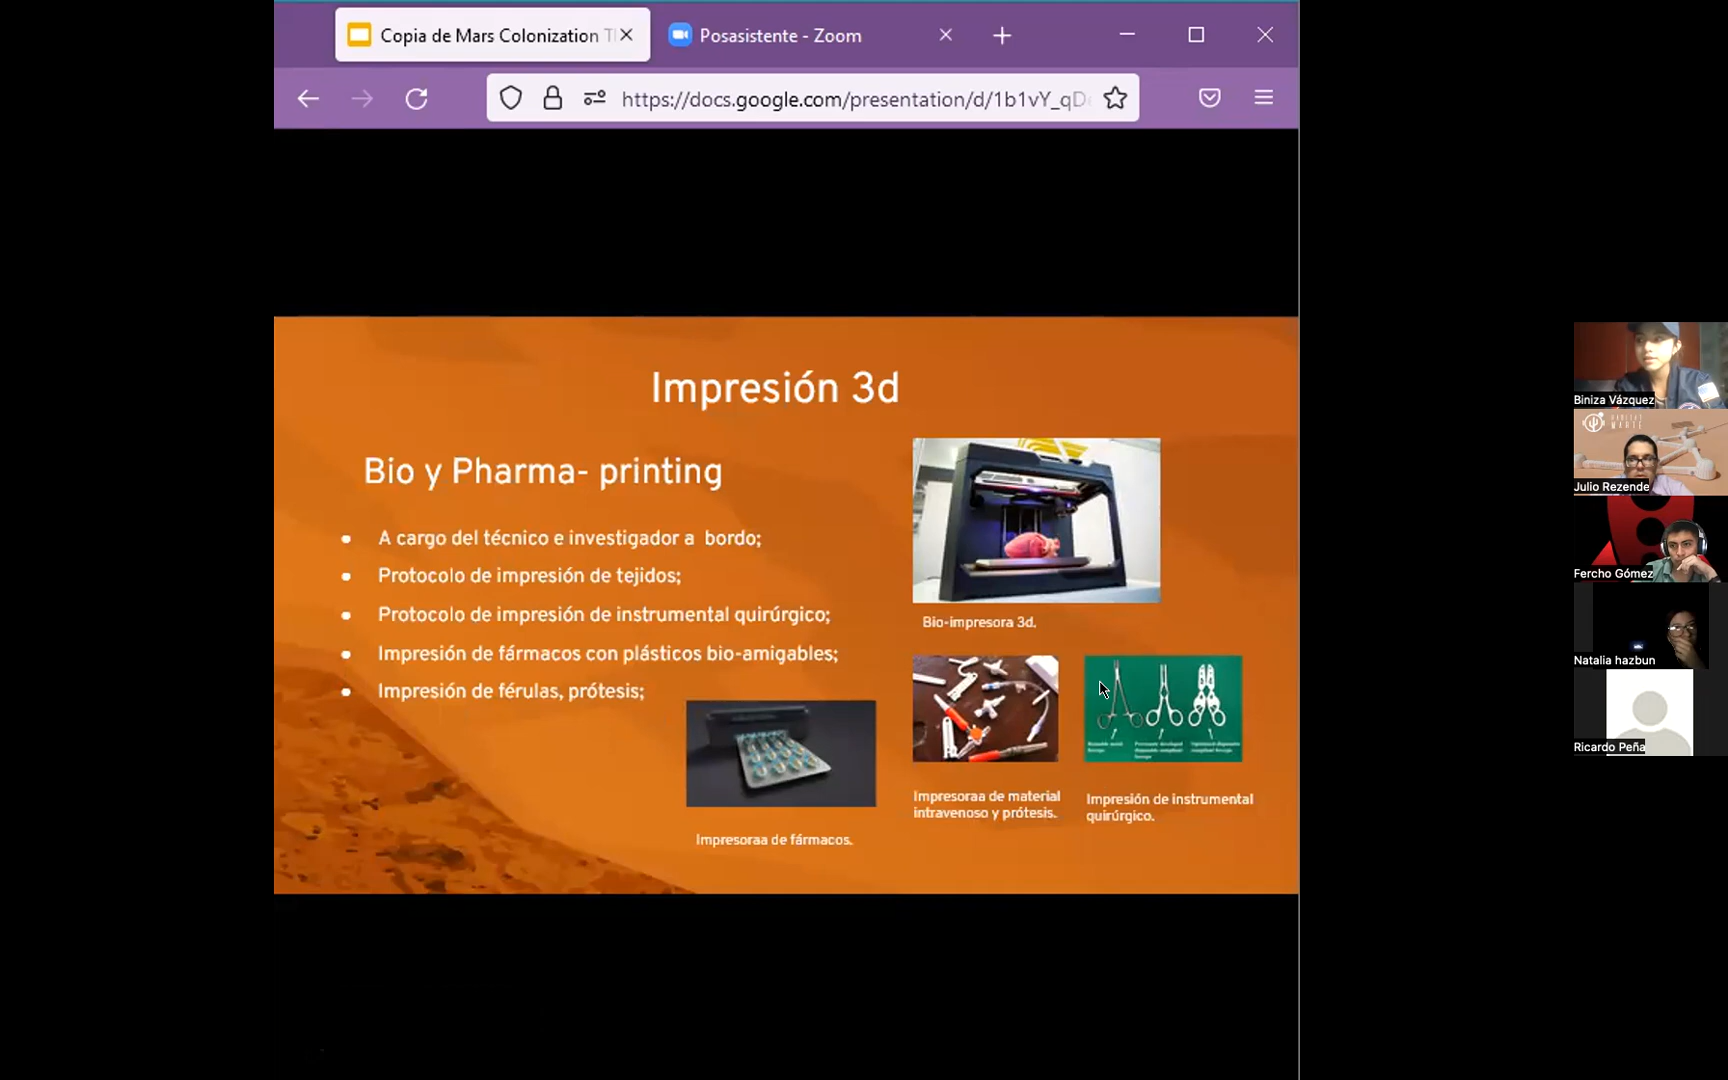 Copia de Mars Colonization T
Posasistente - Zoom
https://docs.google.com/presentation/d/1b1vY_qD
Impresión 3d
Bio y Pharma- printing
A cargo del técnico e investigador a bordo;
Protocolo de impresión de tejidos;
Protocolo de impresión de instrumental quirúrgico;
Impresión de fármacos con plásticos bio-amigables;
Impresión de férulas, prótesis;
Bio-impresora 3d.
Impresoraa de material
intravenoso y prótesis.
Impresión de instrumental
quirúrgico.
Impresoraa de fármacos.
Biniza Vázquez
HABITAT
MARTE
Julio Rezende
Fercho Gómez
Natalia hazbun
Ricardo Peña